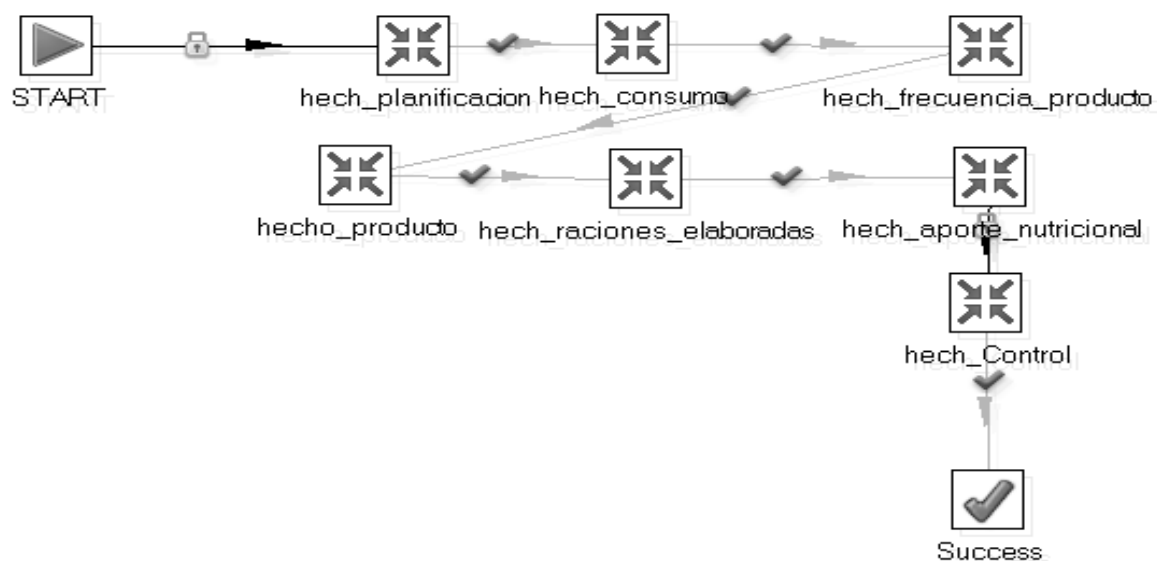 START
hech_planificacion
hech_consumo
hech_frecuencia_producto
hecho_producto
hech_raciones_elaboradas
hech_aporte_nutricional
hech_Control
Success